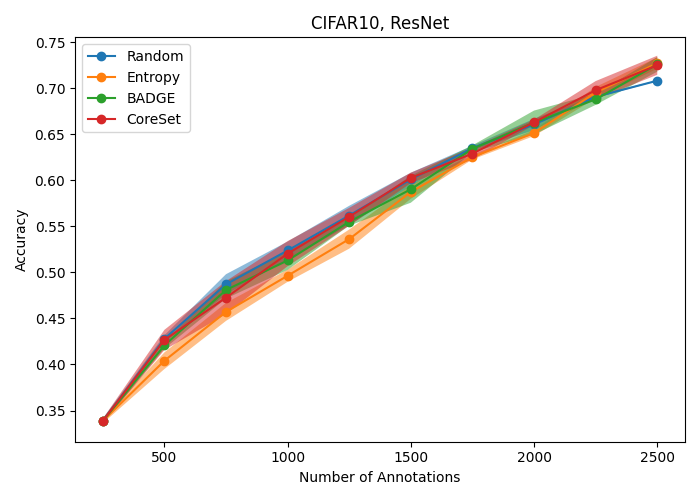 CIFAR10, ResNet
Random
Entropy
BADGE
CoreSet
Accuracy
0.75
0.70
0.65
0.60
0.55
0.50
0.45
0.40
0.35
500 1000 1500 2000 2500
Number of Annotations